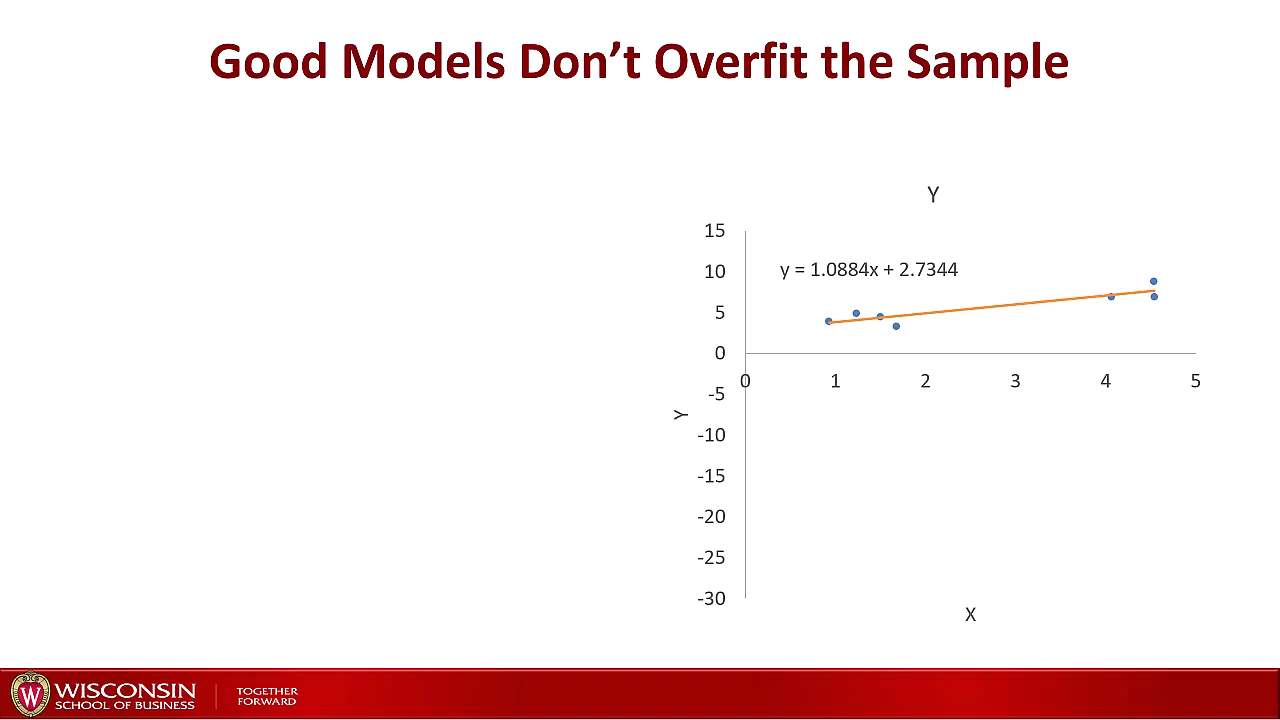 Good Models Don’t Overfit the Sample
Y
15
y = 1.0884x + 2.7344
10
5
0
0 1 2 3 4 5
-5
Y
-10
-15
-20
-25
-30
X
W WISCONSIN
SCHOOL OF BUSINESS
TOGETHER
FORWARD